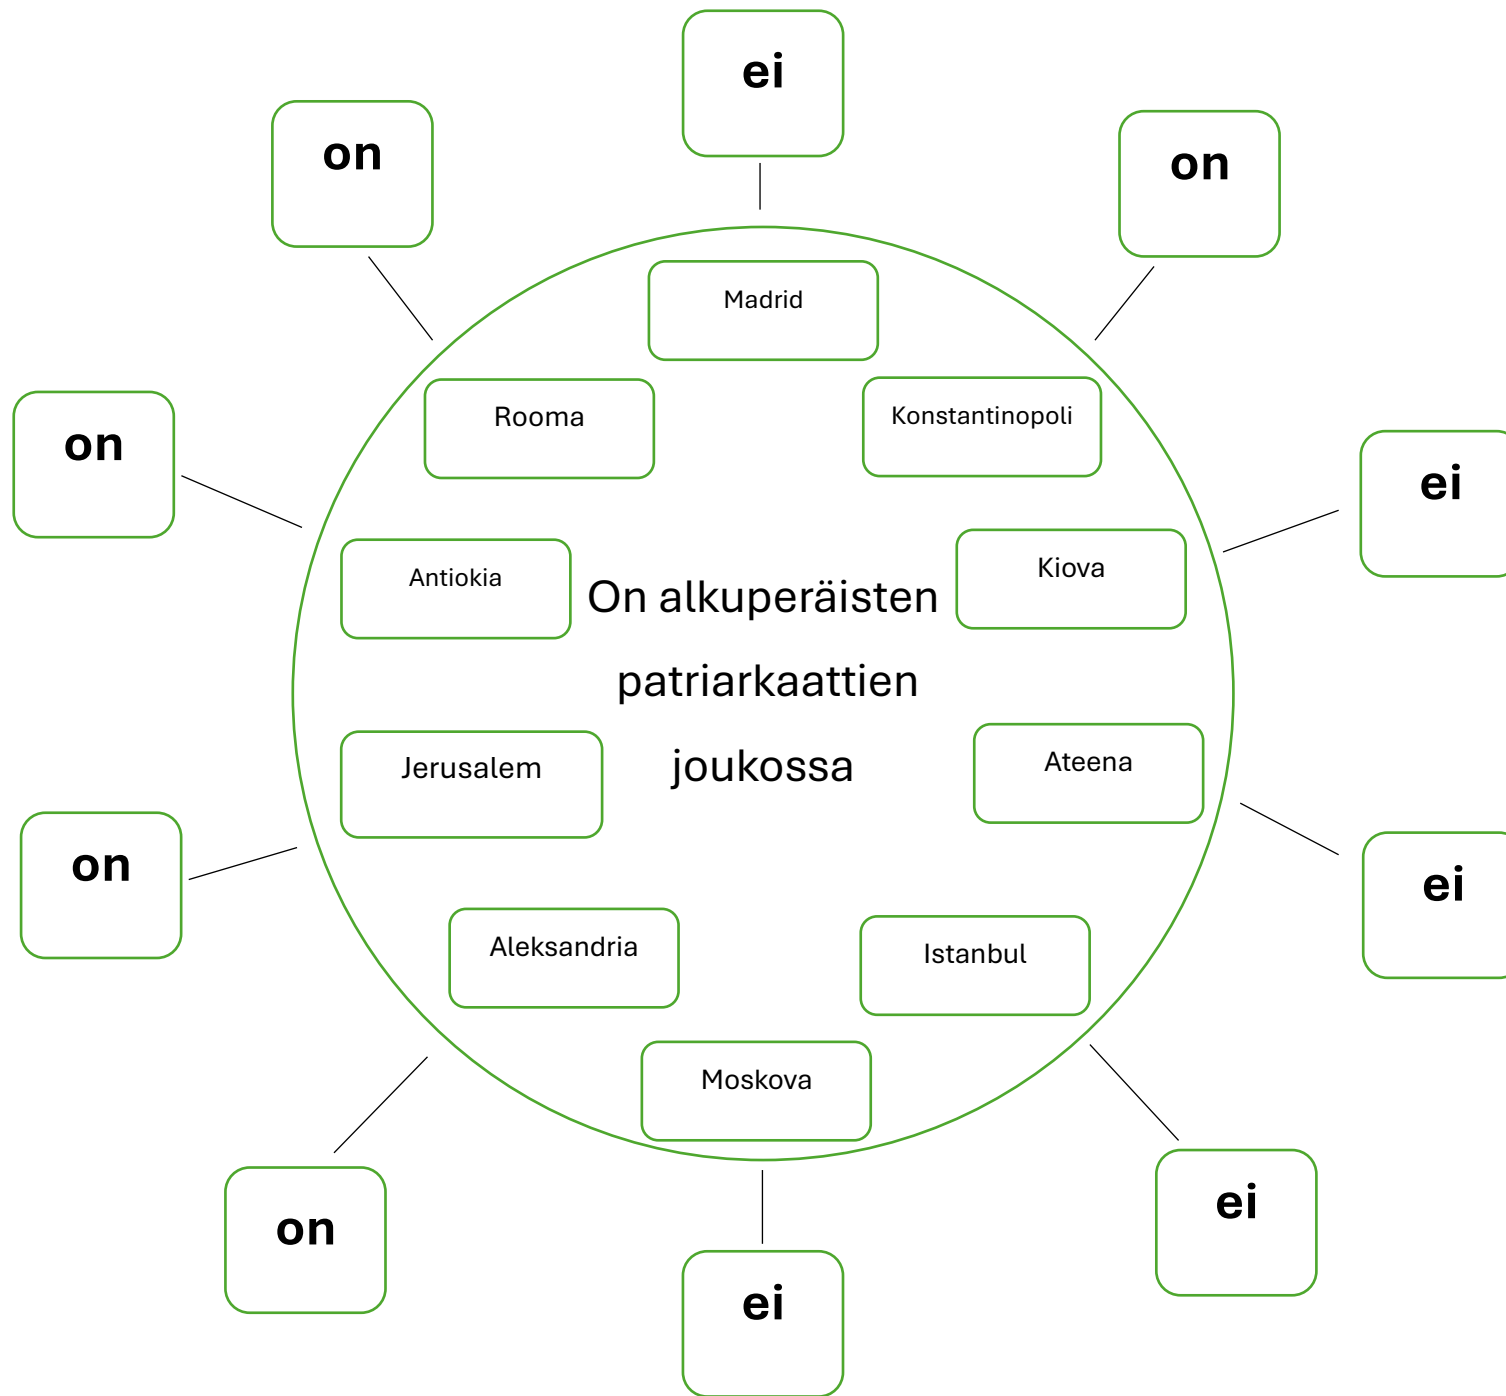 ei
on
on
Madrid
Rooma
Konstantinopoli
on
ei
Antiokia
Kiova
On alkuperäisten
patriarkaattien
joukossa
Jerusalem
Ateena
on
ei
Aleksandria
Istanbul
Moskova
on
ei
ei